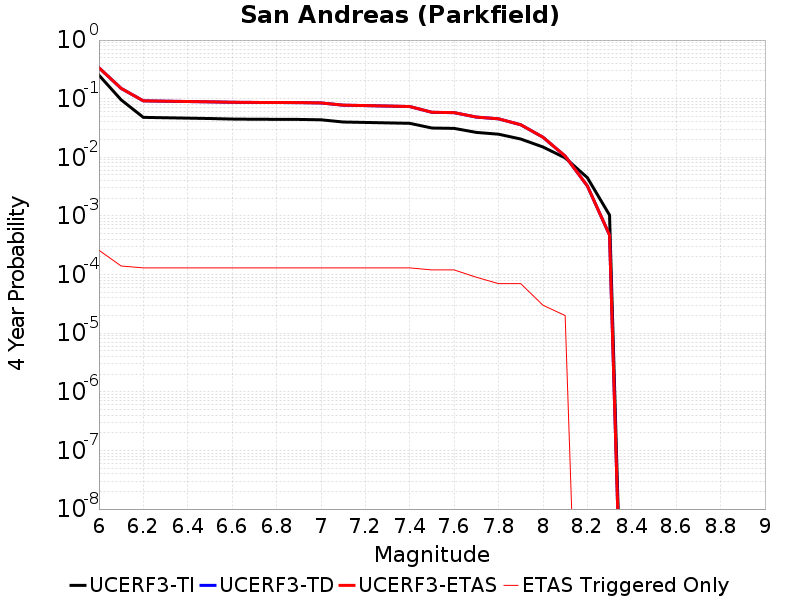 San Andreas (Parkfield)
4 Year Probability
10^0
10^-1
10^-2
10^-3
10^-4
10^-5
10^-6
10^-7
10^-8
6 6.2 6.4 6.6 6.8 7 7.2 7.4 7.6 7.8 8 8.2 8.4 8.6 8.8 9
Magnitude
UCERF3-TI UCERF3-TD UCERF3-ETAS ETAS Triggered Only